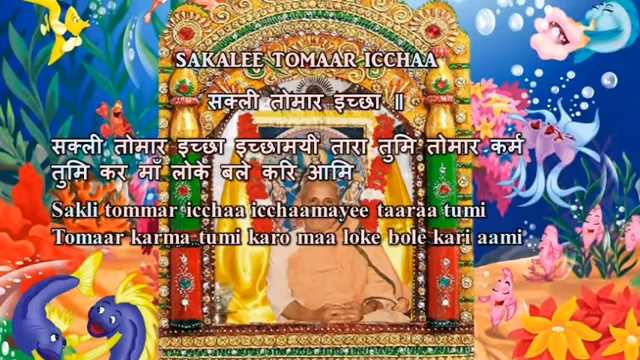 SAKALEE TOMAAR ICCHAA
सक्ली तोमार इच्छा ॥
सक्ली तोमार इच्छा इच्छामयी तारा तुमि तोमार कर्म
तुमि कर माँ लोके बले करि आमि
Sakli tommar icchaa icchaamayee taaraa tumi
Tomaar karma tumi karo maa loke bole kari aami